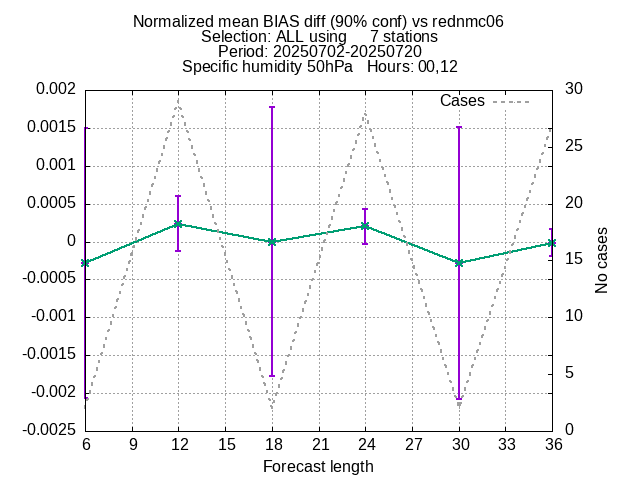 Normalized mean BIAS diff (90% conf) vs rednmc06
Selection: ALL using     7 stations
Period: 20250702-20250720
Specific humidity 50hPa   Hours: 00,12
Cases
0.002
0.0015
0.001
0.0005
0
-0.0005
-0.001
-0.0015
-0.002
-0.0025
30
25
20
15
10
5
0
No cases
6 9 12 15 18 21 24 27 30 33 36
Forecast length